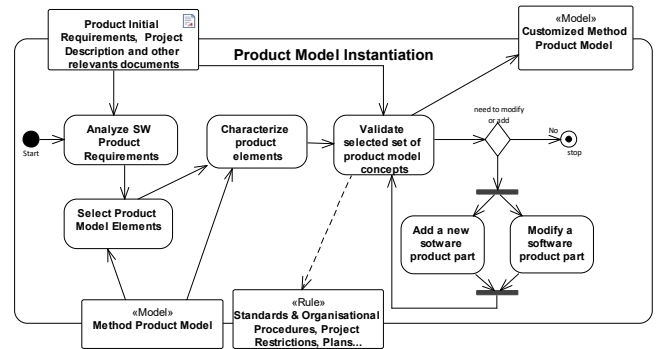 Product Initial
Requirements, Project
Description and other
relevants documents
«Model»
Customized Method
Product Model
Product Model Instantiation
need to modify
or add
Analyze SW
Product
Requirements
Characterize
product
elements
Validate
selected set of
product model
concepts
No
Start
stop
Select Product
Model Elements
Add a new
sotware
product part
Modify a
software
product part
«Model»
Method Product Model
«Rule»
Standards & Organisational
Procedures, Project
Restrictions, Plans...